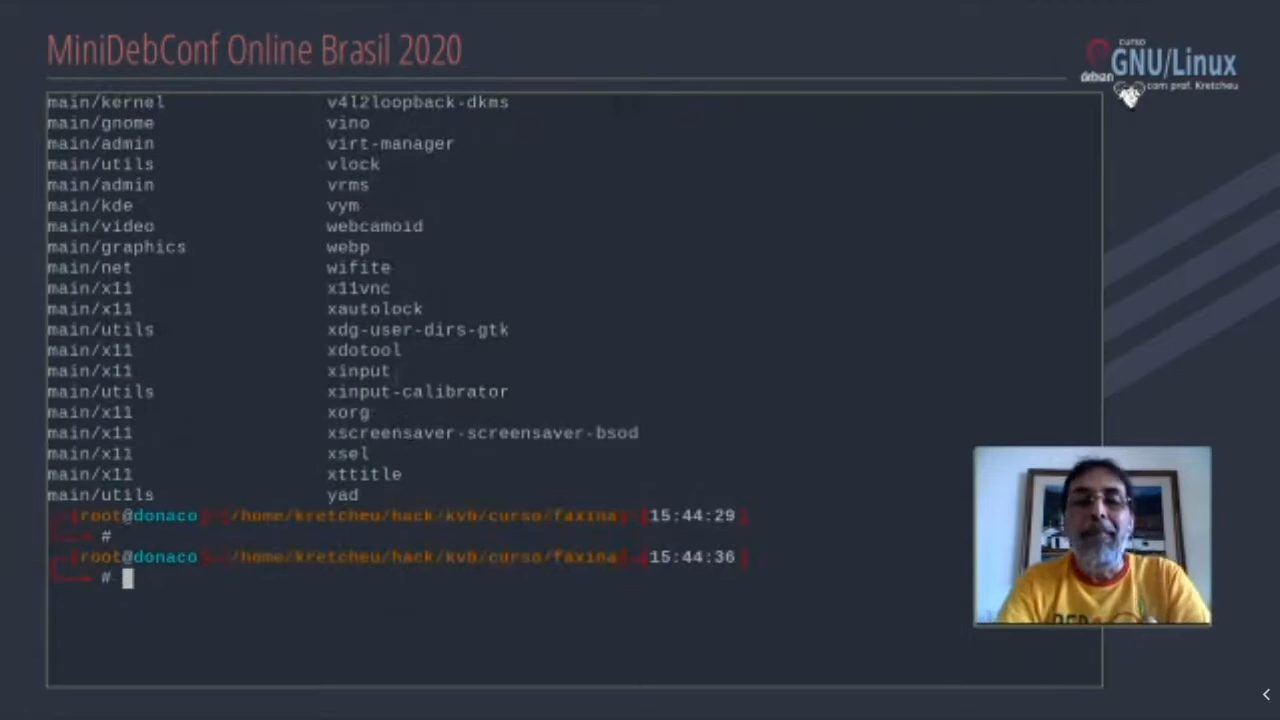 MiniDebConf Online Brasil 2020
curso
GNU/Linux
debian
com prof. Kretcheu
main/kernel v4l2loopback-dkms
main/gnome vino
main/admin virt-manager
main/utils vlock
main/admin vrms
main/kde vym
main/video webcamoid
main/graphics webp
main/net wifite
main/x11 x11vnc
main/x11 xautolock
main/utils xdg-user-dirs-gtk
main/x11 xdotool
main/x11 xinput
main/utils xinput-calibrator
main/x11 xorg
main/x11 xscreensaver-screensaver-bsod
main/x11 xsel
main/x11 xttitle
main/utils yad
[root@donaco]-[/home/kretcheu/hack/kvb/curso/faxina]-[15:44:29]
#
[root@donaco]-[/home/kretcheu/hack/kvb/curso/faxina]-[15:44:36]
#